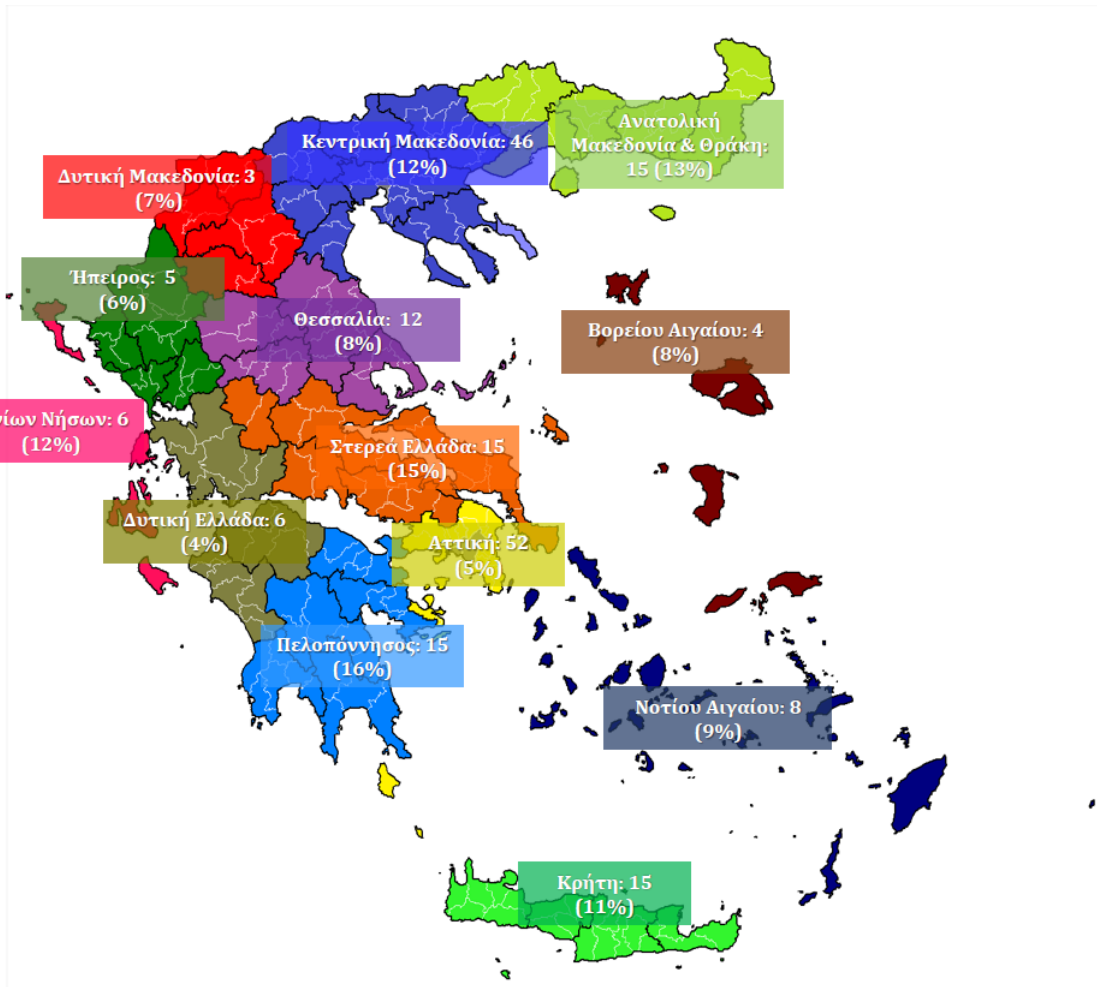 Κεντρική Μακεδονία: 46
(12%)
Ανατολική
Μακεδονία & Θράκη:
15 (13%)
Δυτική Μακεδονία: 3
(7%)
Ήπειρος: 5
(6%)
Θεσσαλία: 12
(8%)
Βορείου Αιγαίου: 4
(8%)
νίων Νήσων: 6
(12%)
Στερεά Ελλάδα: 15
(15%)
Δυτική Ελλάδα: 6
(4%)
Αττική: 52
(5%)
Πελοπόννησος: 15
(16%)
Νοτίου Αιγαίου: 8
(9%)
Κρήτη: 15
(11%)